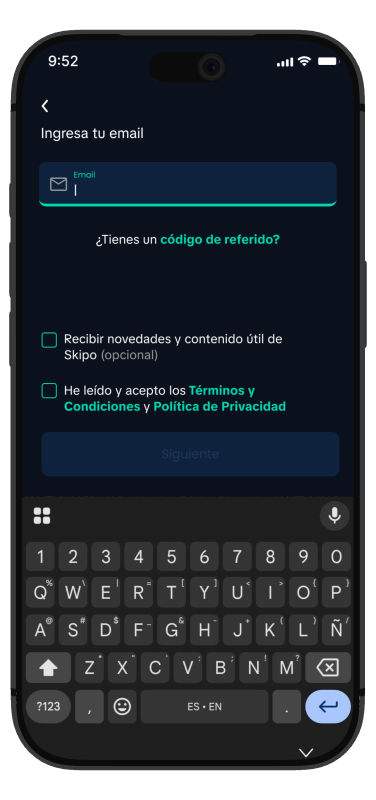 9:52
Ingresa tu email
Email
¿Tienes un código de referido?
Recibir novedades y contenido útil de
Skipo (opcional)
He leído y acepto los Términos y
Condiciones y Política de Privacidad
Siguiente
1 2 3 4 5 6 7 8 9 0
Q % W \ E | R = T [ Y ] U < I > O { P }
A @ S # D $ F - G & H - J + K ( L ) Ñ /
Z * X " C ' V : B ; N ! M ?
?123 , ES • EN .